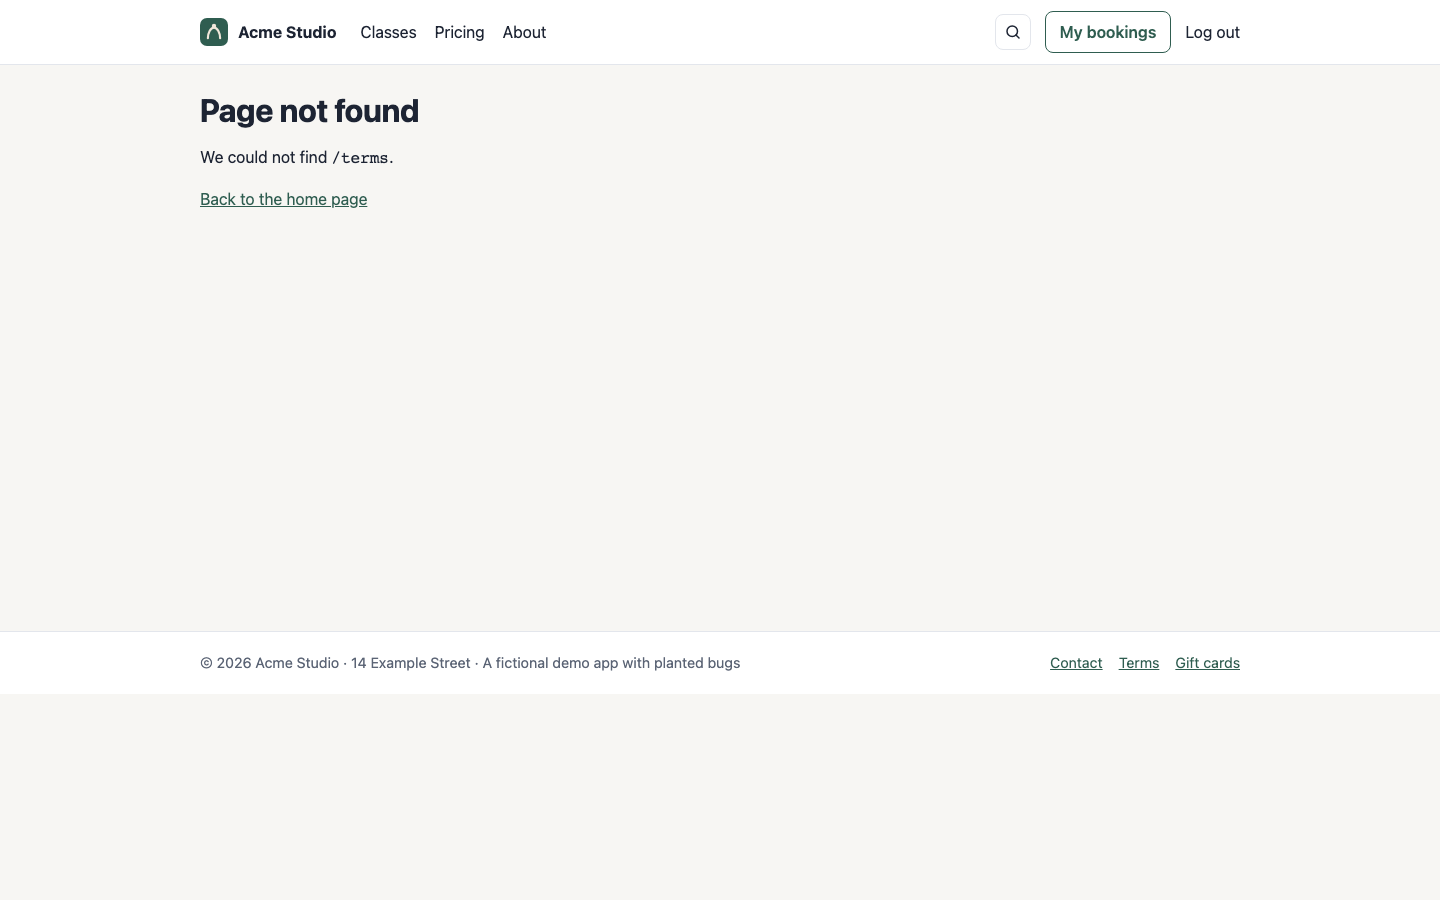 Acme Studio Classes Pricing About My bookings Log out
Page not found
We could not find /terms.
Back to the home page
© 2026 Acme Studio · 14 Example Street · A fictional demo app with planted bugs Contact Terms Gift cards